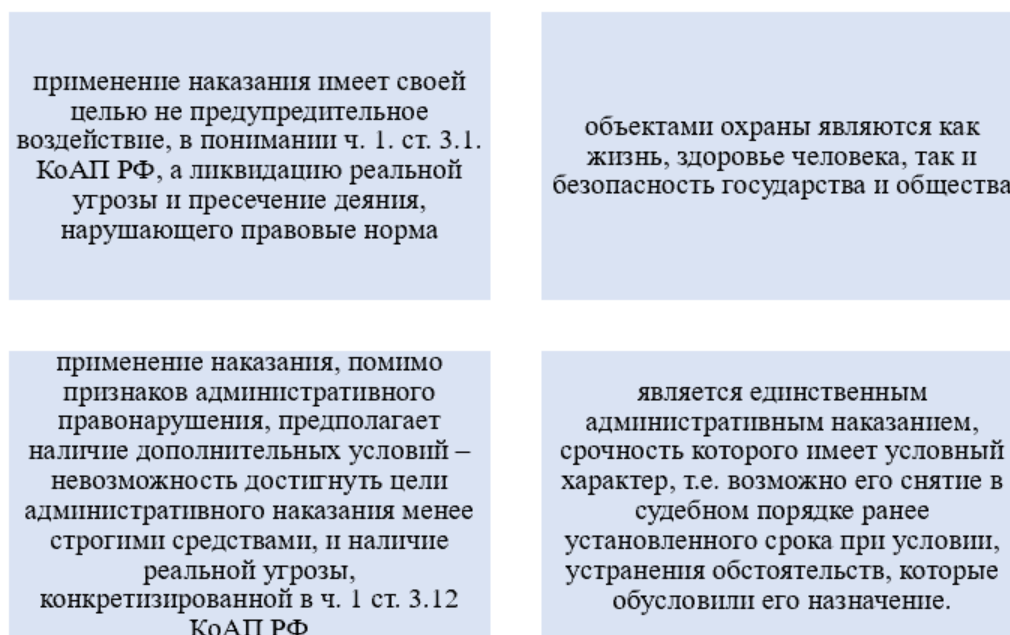 применение наказания имеет своей
целью не предупредительное
воздействие, в понимании ч. 1. ст. 3.1.
КоАП РФ, а ликвидацию реальной
угрозы и пресечение деяния,
нарушающего правовые норма
объектами охраны являются как
жизнь, здоровье человека, так и
безопасность государства и общества
применение наказания, помимо
признаков административного
правонарушения, предполагает
наличие дополнительных условий –
невозможность достигнуть цели
административного наказания менее
строгими средствами, и наличие
реальной угрозы,
конкретизированной в ч. 1 ст. 3.12
КоАП РФ
является единственным
административным наказанием,
срочность которого имеет условный
характер, т.е. возможно его снятие в
судебном порядке ранее
установленного срока при условии,
устранения обстоятельств, которые
обусловили его назначение.